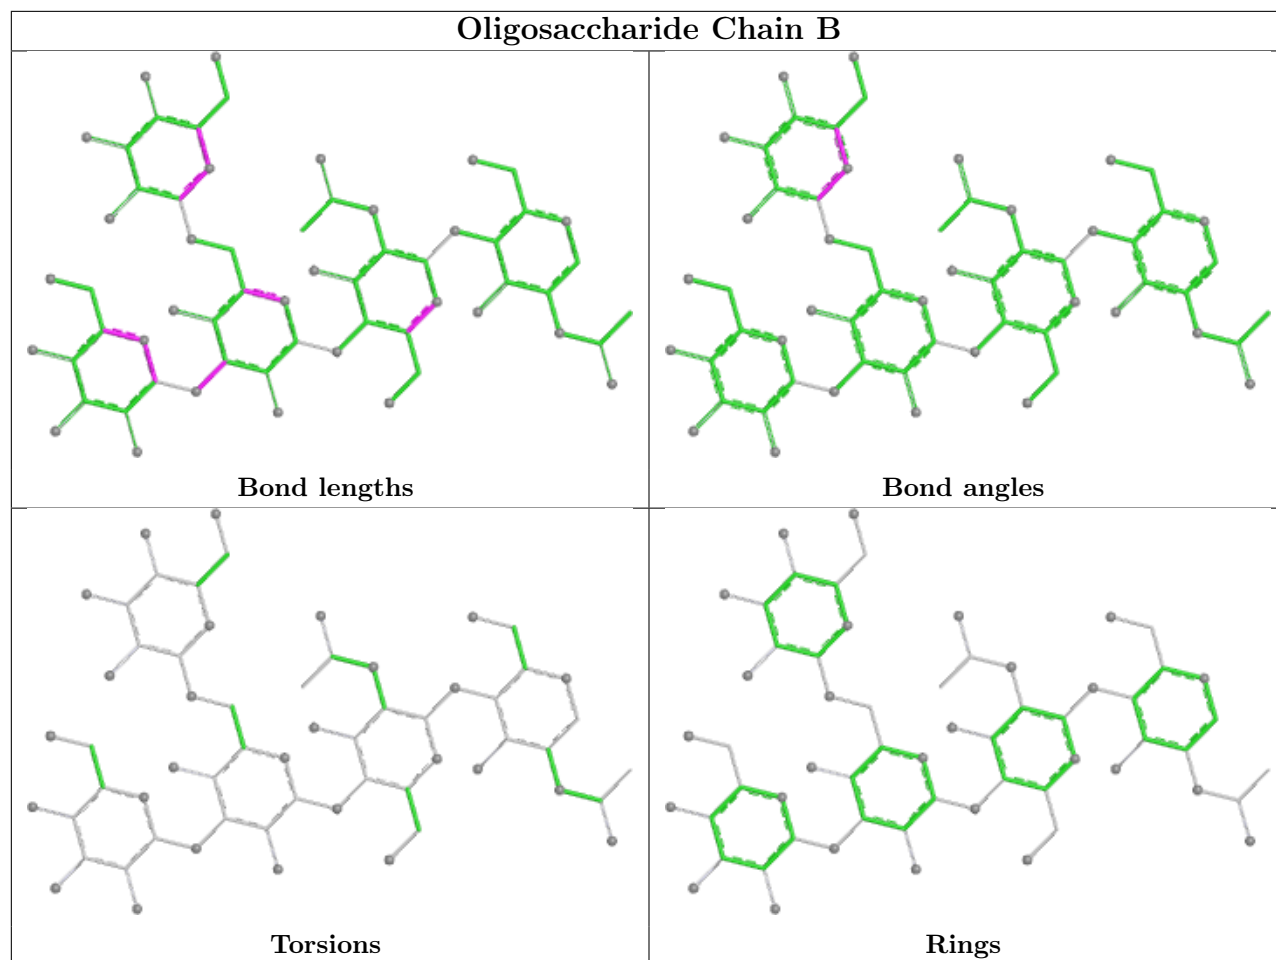 Oligosaccharide Chain B
Bond lengths
Bond angles
Torsions
Rings